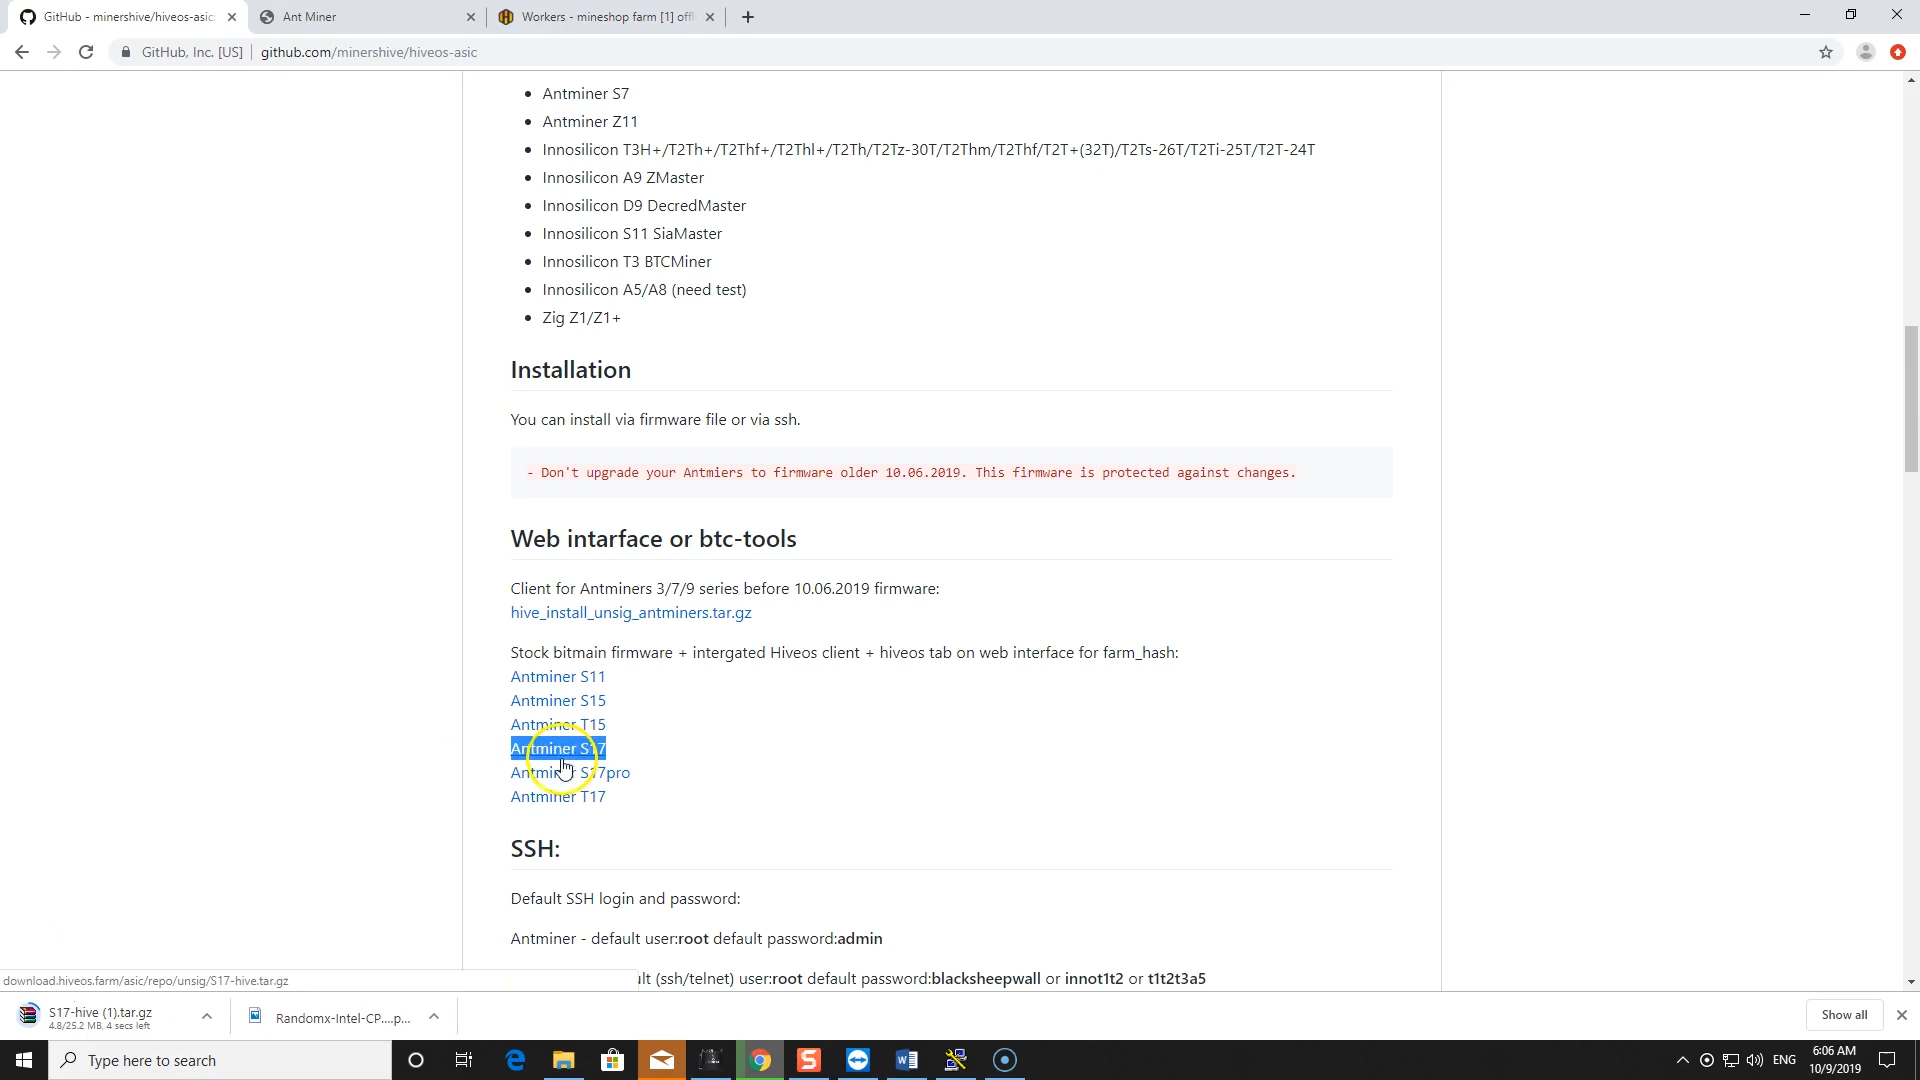 GitHub - minershive/hiveos-asic:
Ant Miner
Workers - mineshop farm [1] offl
GitHub, Inc. [US]
github.com/minershive/hiveos-asic
• Antminer S7
• Antminer Z11
• Innosilicon T3H+/T2Th+/T2Thf+/T2Thl+/T2Th/T2Tz-30T/T2Thm/T2Thf/T2T+(32T)/T2Ts-26T/T2Ti-25T/T2T-24T
• Innosilicon A9 ZMaster
• Innosilicon D9 DecredMaster
• Innosilicon S11 SiaMaster
• Innosilicon T3 BTCMiner
• Innosilicon A5/A8 (need test)
• Zig Z1/Z1+
Installation
You can install via firmware file or via ssh.
- Don't upgrade your Antmiers to firmware older 10.06.2019. This firmware is protected against changes.
Web intarface or btc-tools
Client for Antminers 3/7/9 series before 10.06.2019 firmware:
hive_install_unsig_antminers.tar.gz
Stock bitmain firmware + intergated Hiveos client + hiveos tab on web interface for farm_hash:
Antminer S11
Antminer S15
Antminer T15
Antminer S17
Antminer S17pro
Antminer T17
SSH:
Default SSH login and password:
Antminer - default user:root default password:admin
ult (ssh/telnet) user:root default password:blacksheepwall or innot1t2 or t1t2t3a5
download.hiveos.farm/asic/repo/unsig/S17-hive.tar.gz
S17-hive (1).tar.gz
4.8/25.2 MB, 4 secs left
Randomx-Intel-CP....p...
Show all
Type here to search
ENG
6:06 AM
10/9/2019